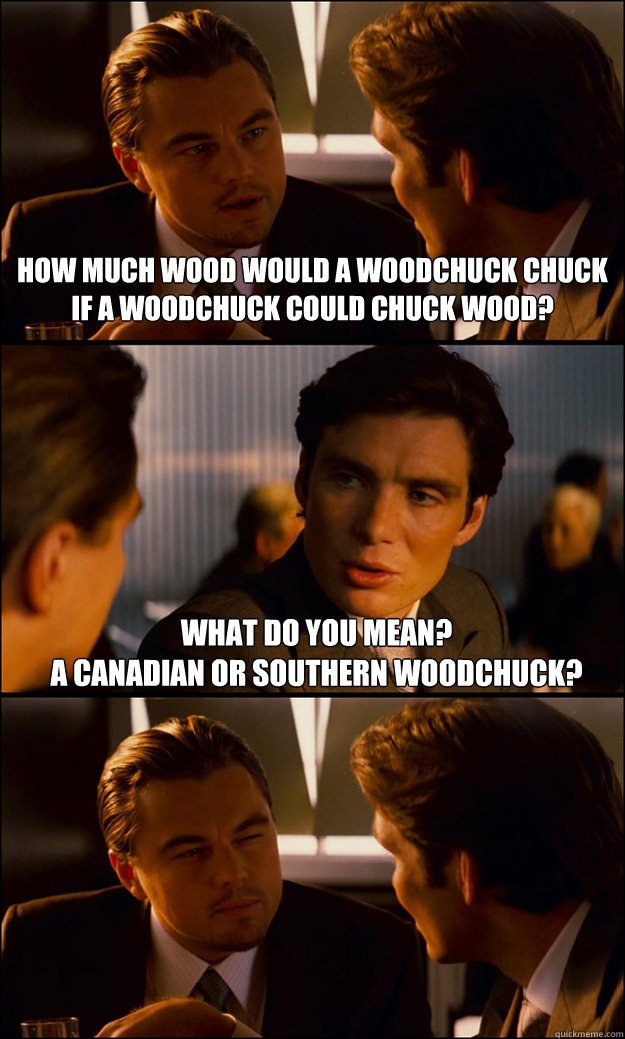 HOW MUCH WOOD WOULD A WOODCHUCK CHUCK
IF A WOODCHUCK COULD CHUCK WOOD?
WHAT DO YOU MEAN?
A CANADIAN OR SOUTHERN WOODCHUCK?
quickmeme.com